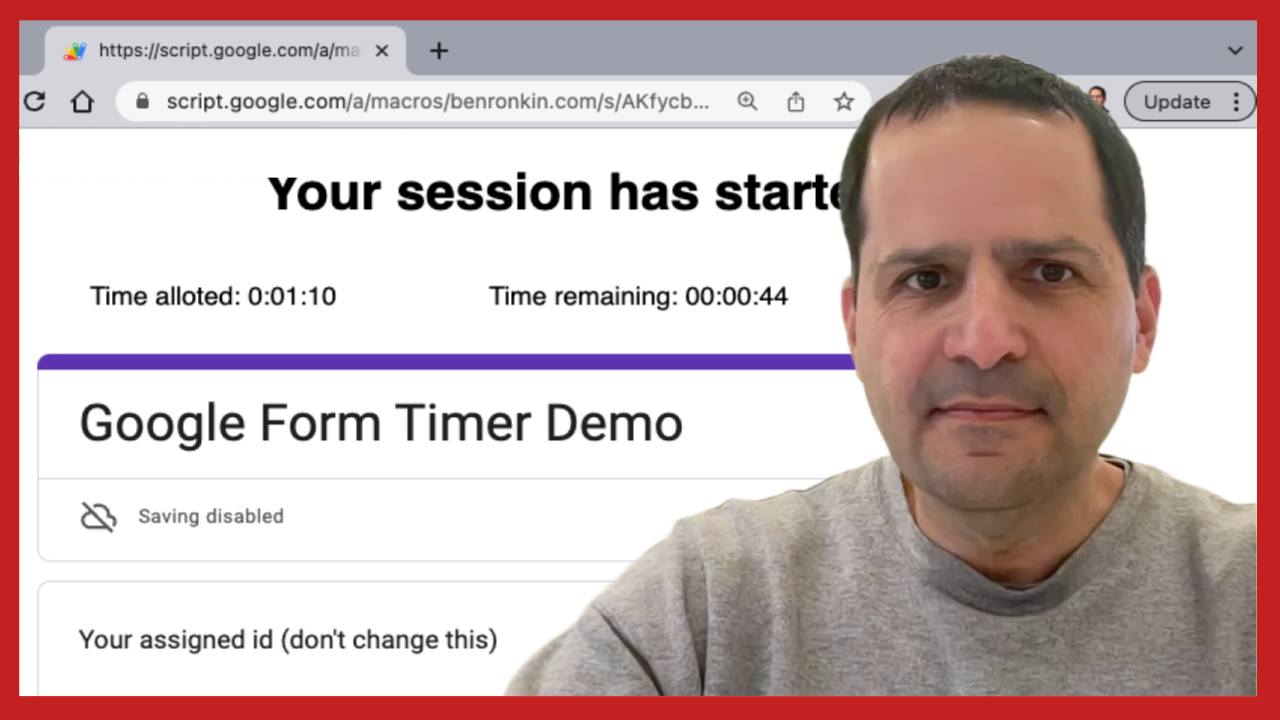 https://script.google.com/a/ma
script.google.com/a/macros/benronkin.com/s/AKfycb...
Update
Your session has starte
Time alloted: 0:01:10
Time remaining: 00:00:44
Google Form Timer Demo
Saving disabled
Your assigned id (don't change this)